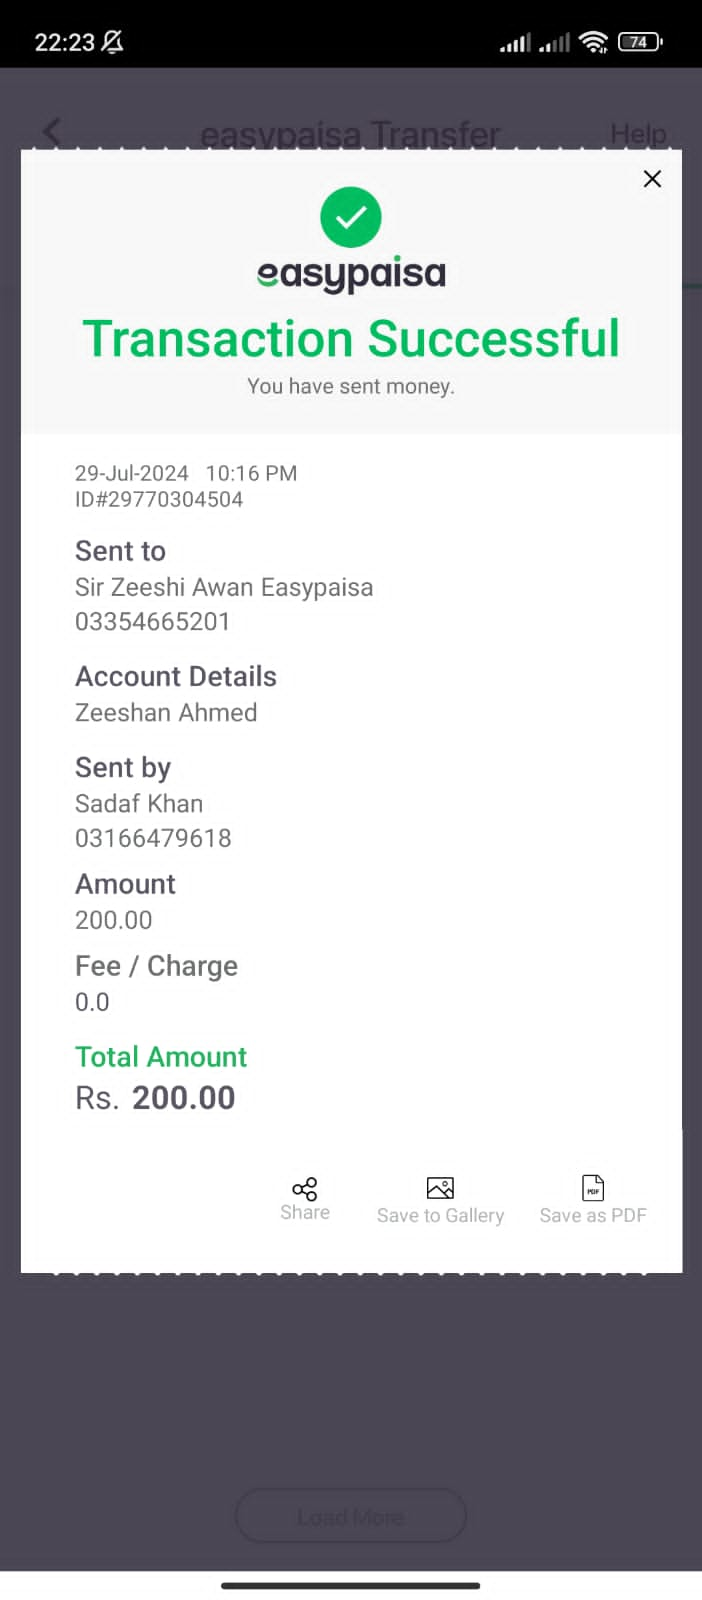 22:23
74
easypaisa Transfer
Help
easypaisa
Transaction Successful
You have sent money.
29-Jul-2024 10:16 PM
ID#29770304504
Sent to
Sir Zeeshi Awan Easypaisa
03354665201
Account Details
Zeeshan Ahmed
Sent by
Sadaf Khan
03166479618
Amount
200.00
Fee / Charge
0.0
Total Amount
Rs. 200.00
Share
Save to Gallery
PDF
Save as PDF
Load More